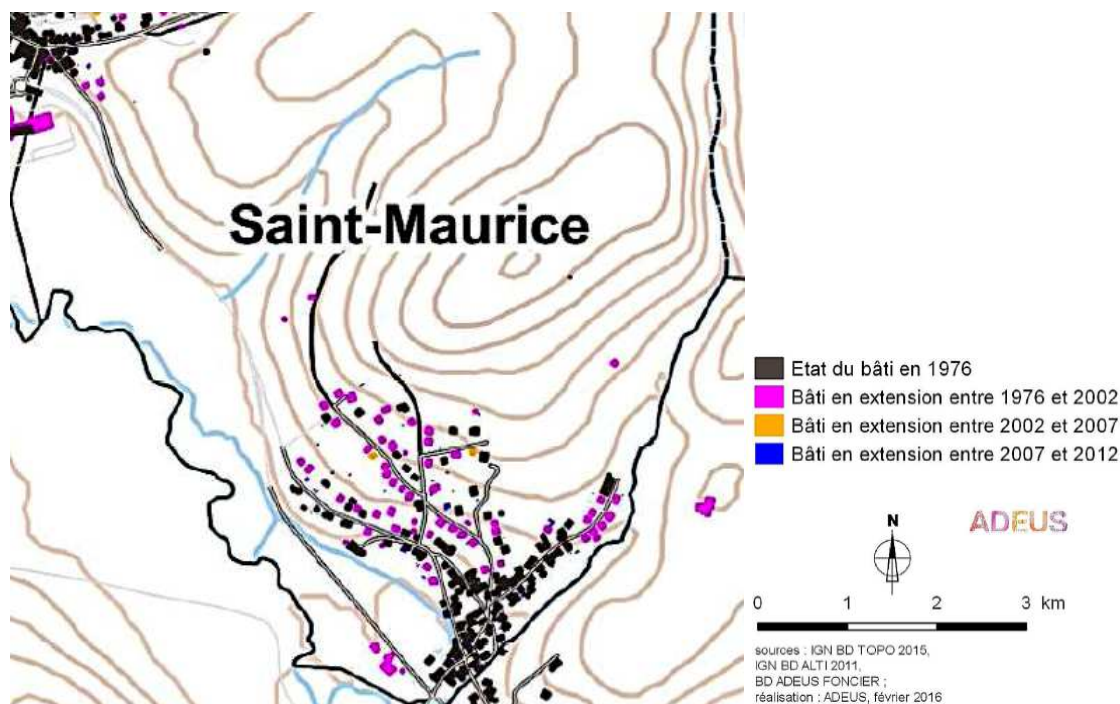 Saint-Maurice
Etat du bâti en 1976
Bâti en extension entre 1976 et 2002
Bâti en extension entre 2002 et 2007
Bâti en extension entre 2007 et 2012
N
ADEUS
0 1 2 3 km
sources : IGN BD TOPO 2015,
IGN BD ALTI 2011,
BD ADEUS FONCIER ;
réalisation : ADEUS, février 2016